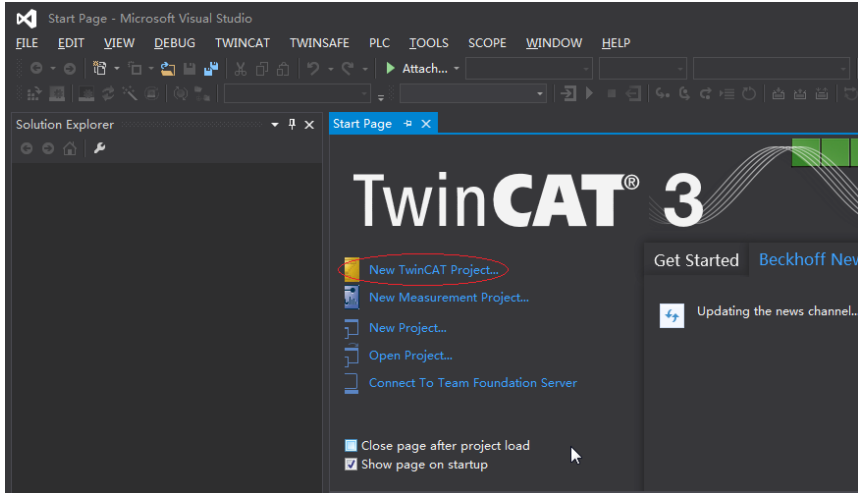 Start Page - Microsoft Visual Studio
FILE EDIT VIEW DEBUG TWINCAT TWINSAFE PLC TOOLS SCOPE WINDOW HELP
Attach...
Solution Explorer
Start Page
TwinCAT® 3
New TwinCAT Project...
New Measurement Project...
New Project...
Open Project...
Connect To Team Foundation Server
Close page after project load
Show page on startup
Get Started Beckhoff New
Updating the news channel...